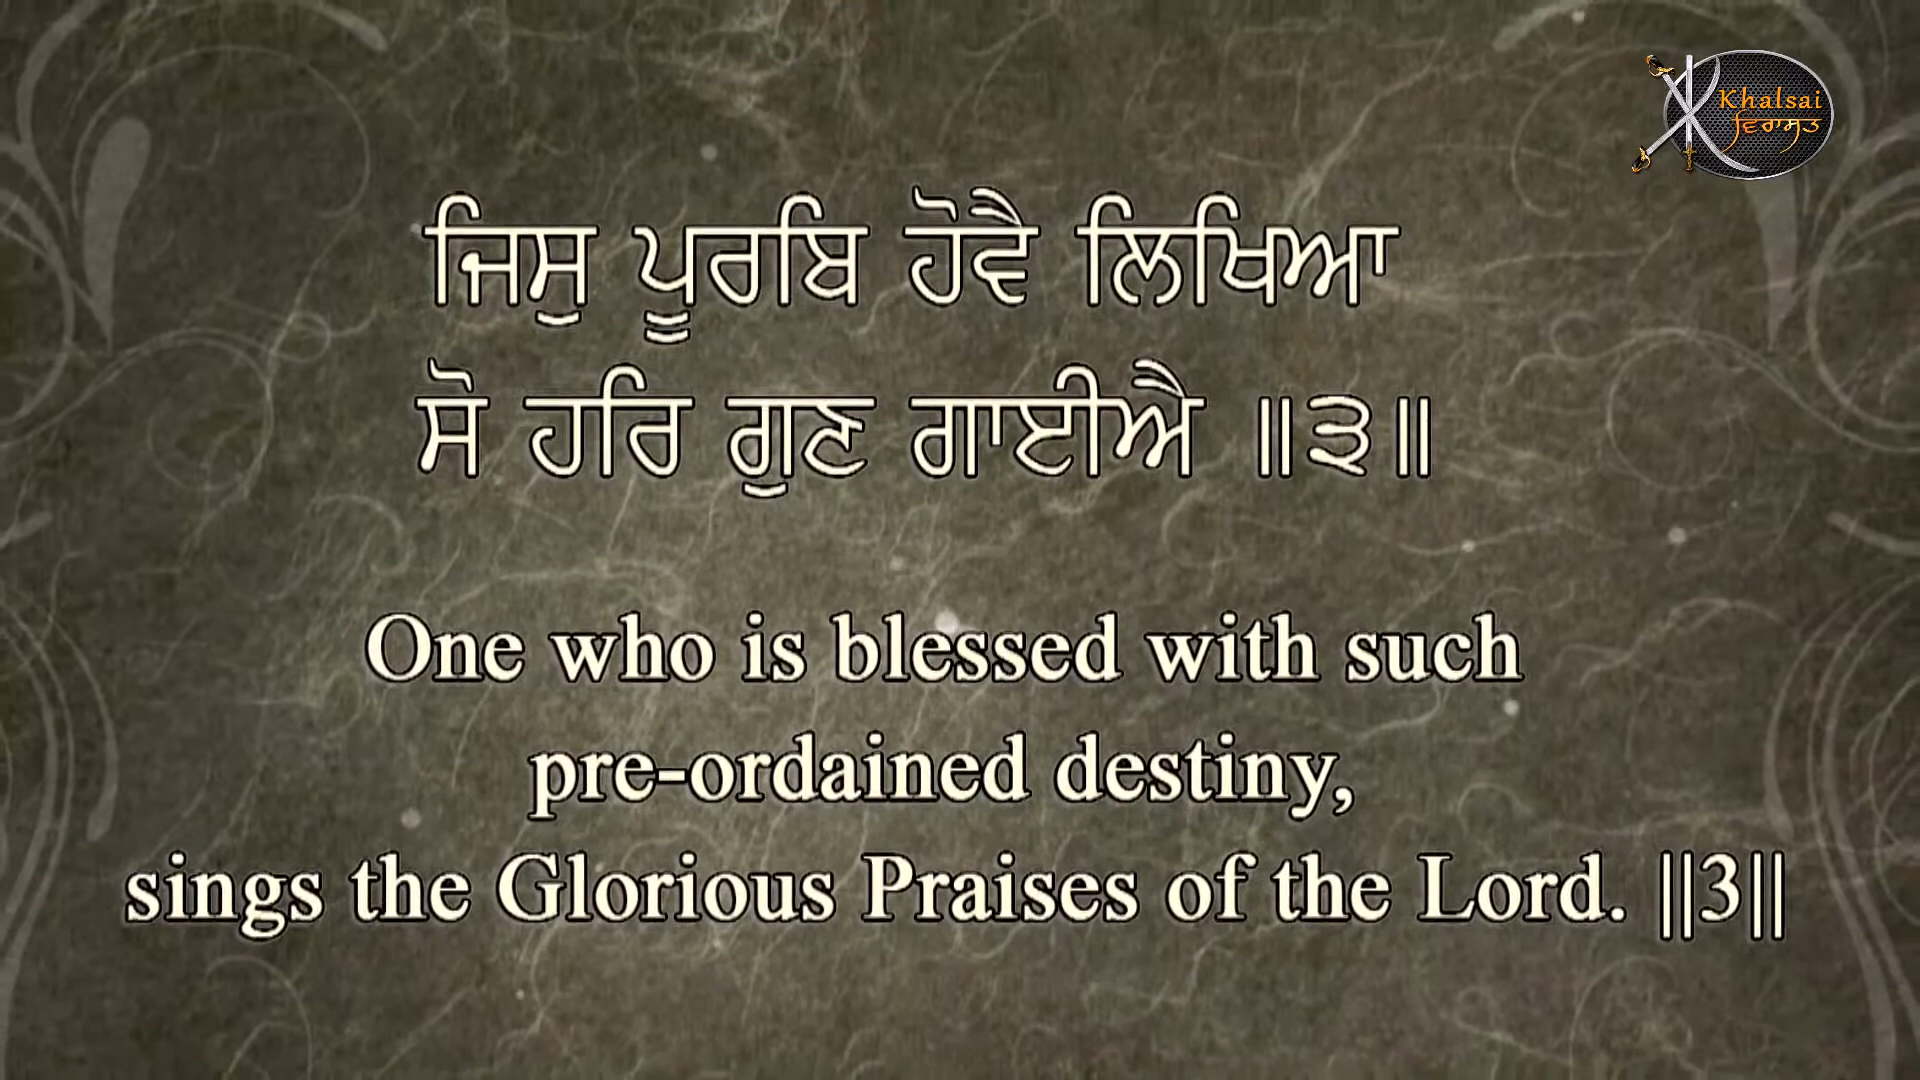 Khalsai
ਵਿਰਾਸਤ
ਜਿਸੁ ਪੂਰਬਿ ਹੋਵੈ ਲਿਖਿਆ
ਸੋ ਹਰਿ ਗੁਣ ਗਾਈਐ ॥੩॥
One who is blessed with such
pre-ordained destiny,
sings the Glorious Praises of the Lord. ||3||